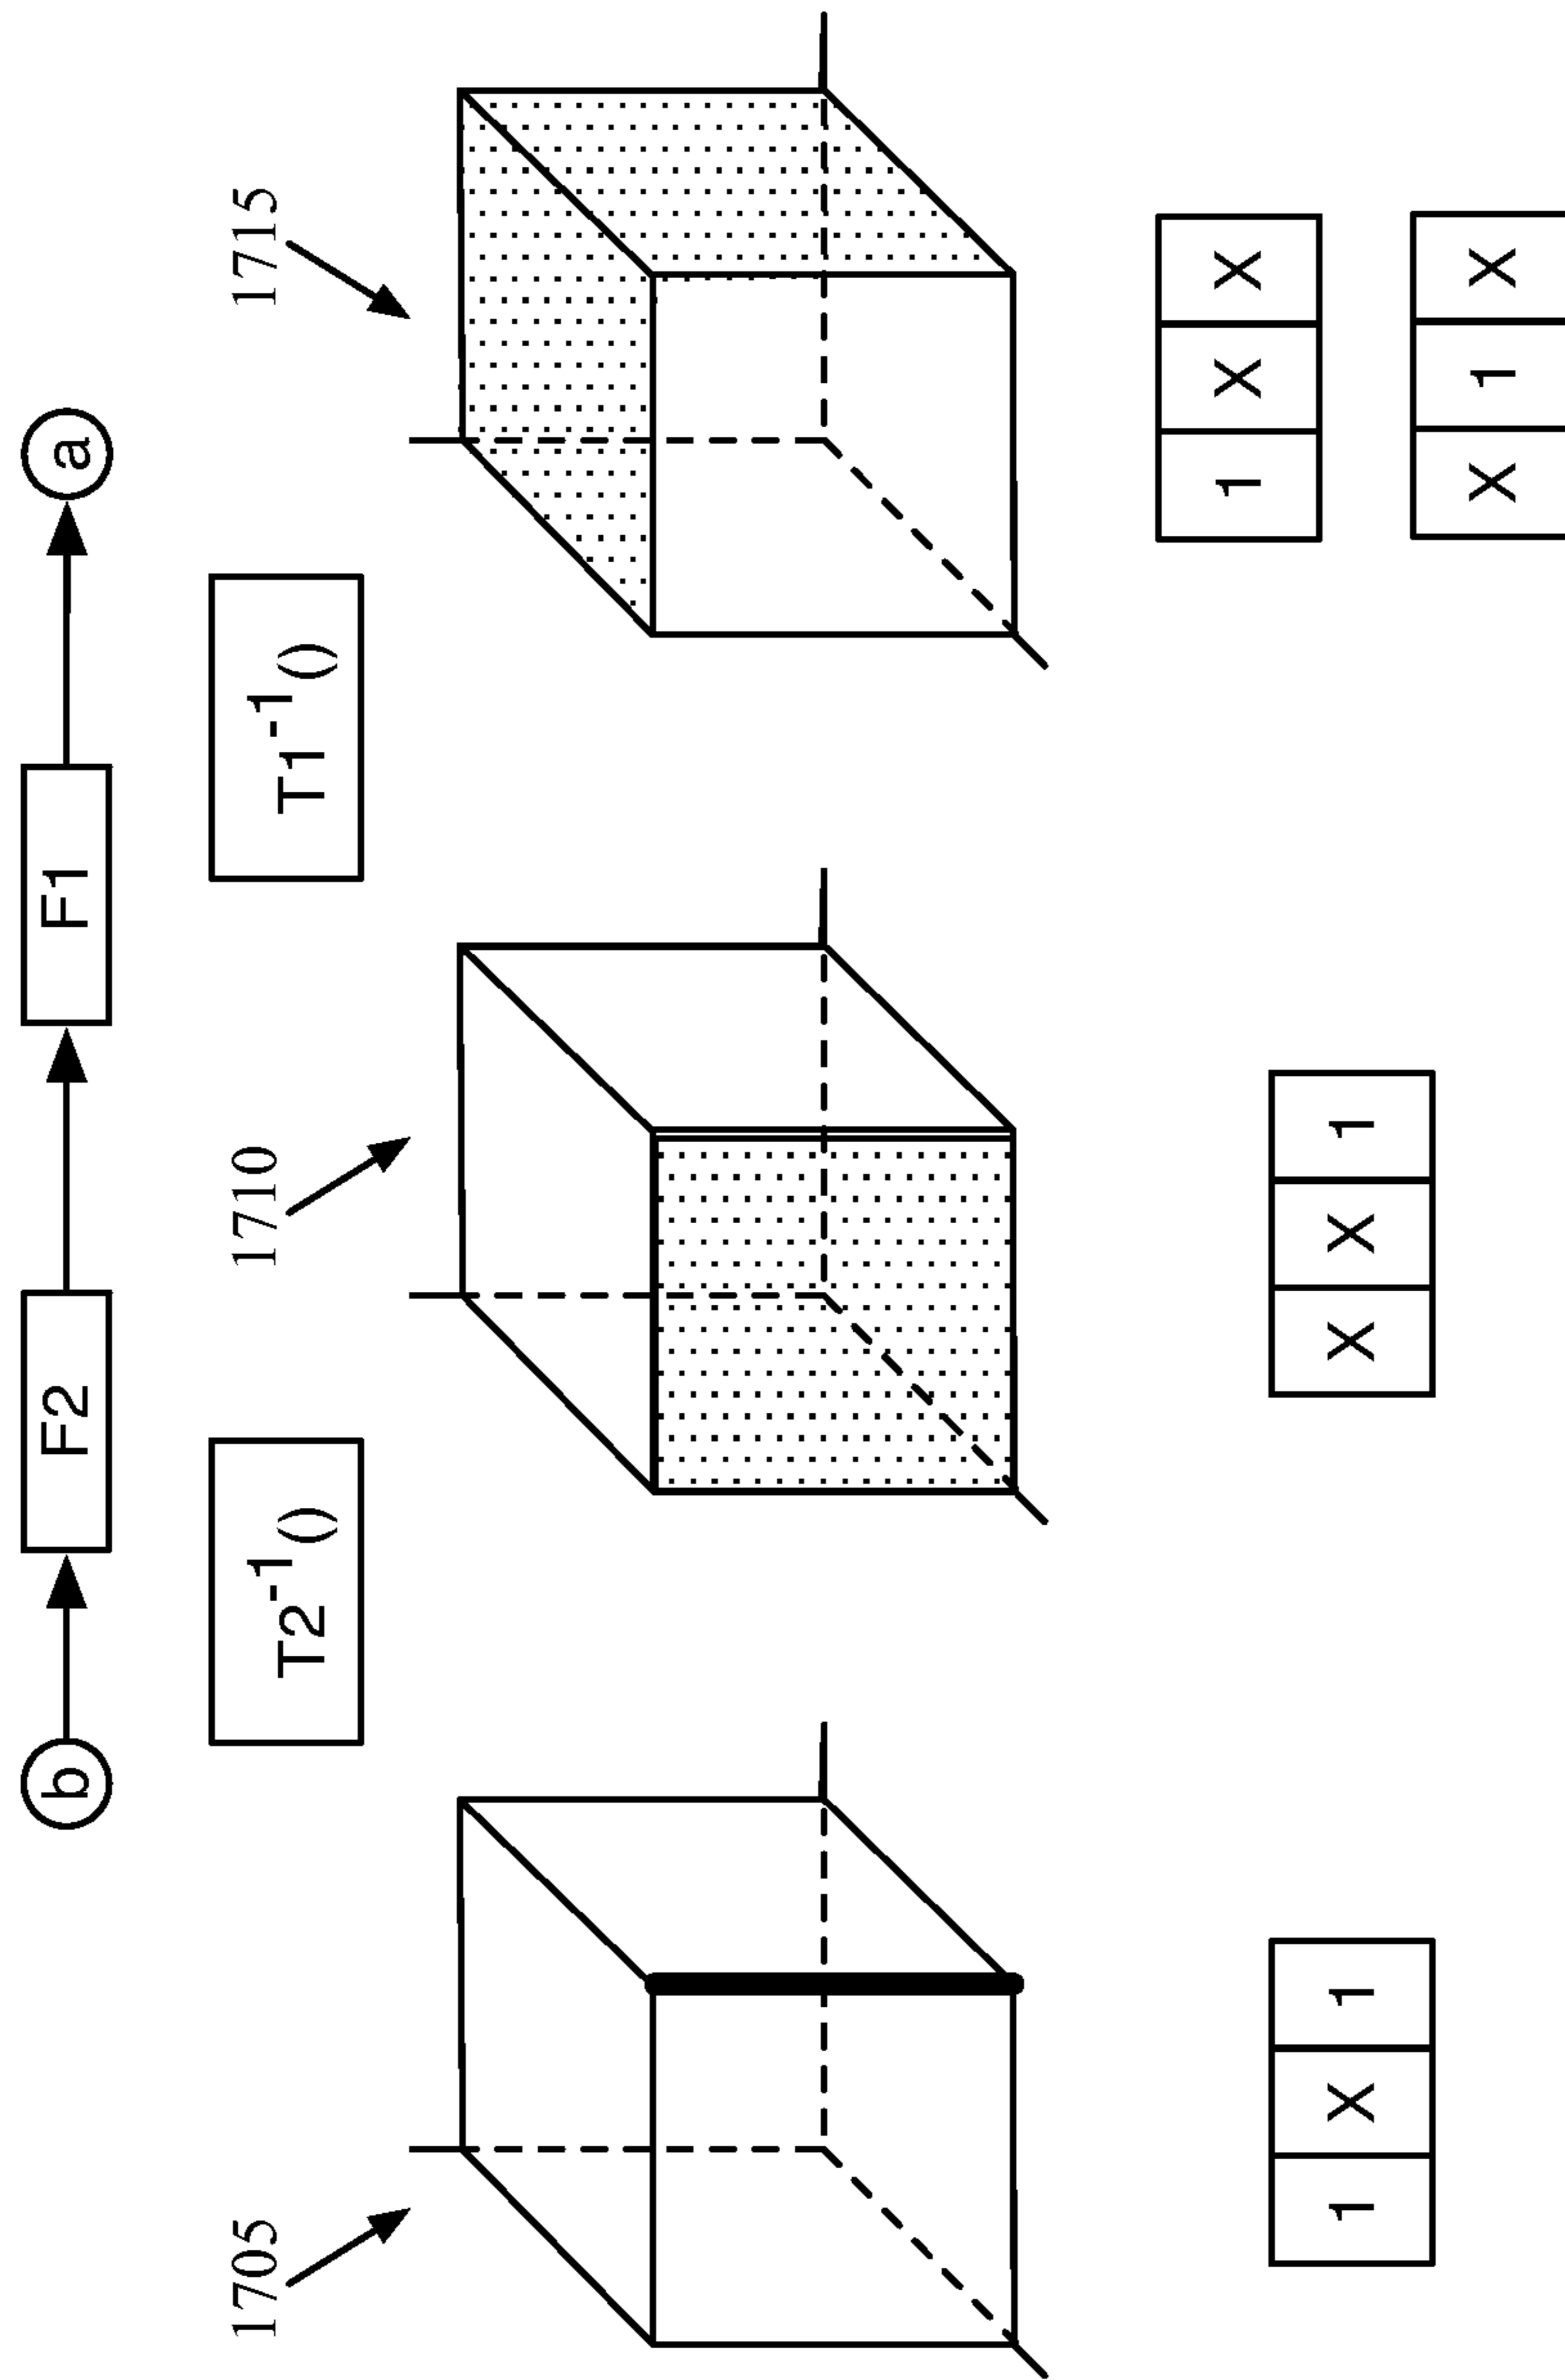 b F2 F1 a
1705 T2⁻¹() 1710 T1⁻¹() 1715
1 X X
1 X 1
X X 1
X 1 X